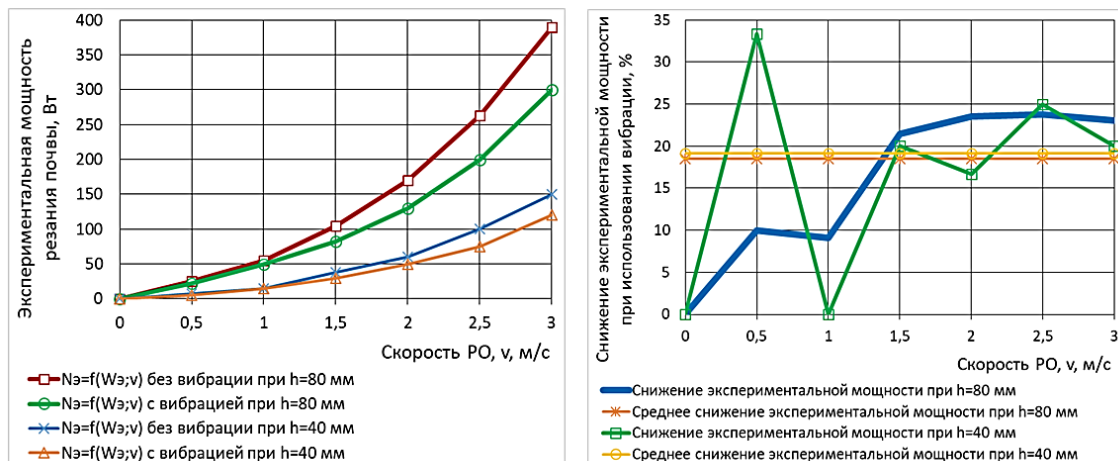 Экспериментальная мощность
резания почвы, Вт
400
350
300
250
200
150
100
50
0
0 0,5 1 1,5 2 2,5 3
Скорость РО, v, м/с
Nэ=f(Wэ;v) без вибрации при h=80 мм
Nэ=f(Wэ;v) с вибрацией при h=80 мм
Nэ=f(Wэ;v) без вибрации при h=40 мм
Nэ=f(Wэ;v) с вибрацией при h=40 мм
Снижение экспериментальной мощности
при использовании вибрации, %
35
30
25
20
15
10
5
0
0 0,5 1 1,5 2 2,5 3
Скорость РО, v, м/с
Снижение экспериментальной мощности при h=80 мм
Среднее снижение экспериментальной мощности при h=80 мм
Снижение экспериментальной мощности при h=40 мм
Среднее снижение экспериментальной мощности при h=40 мм